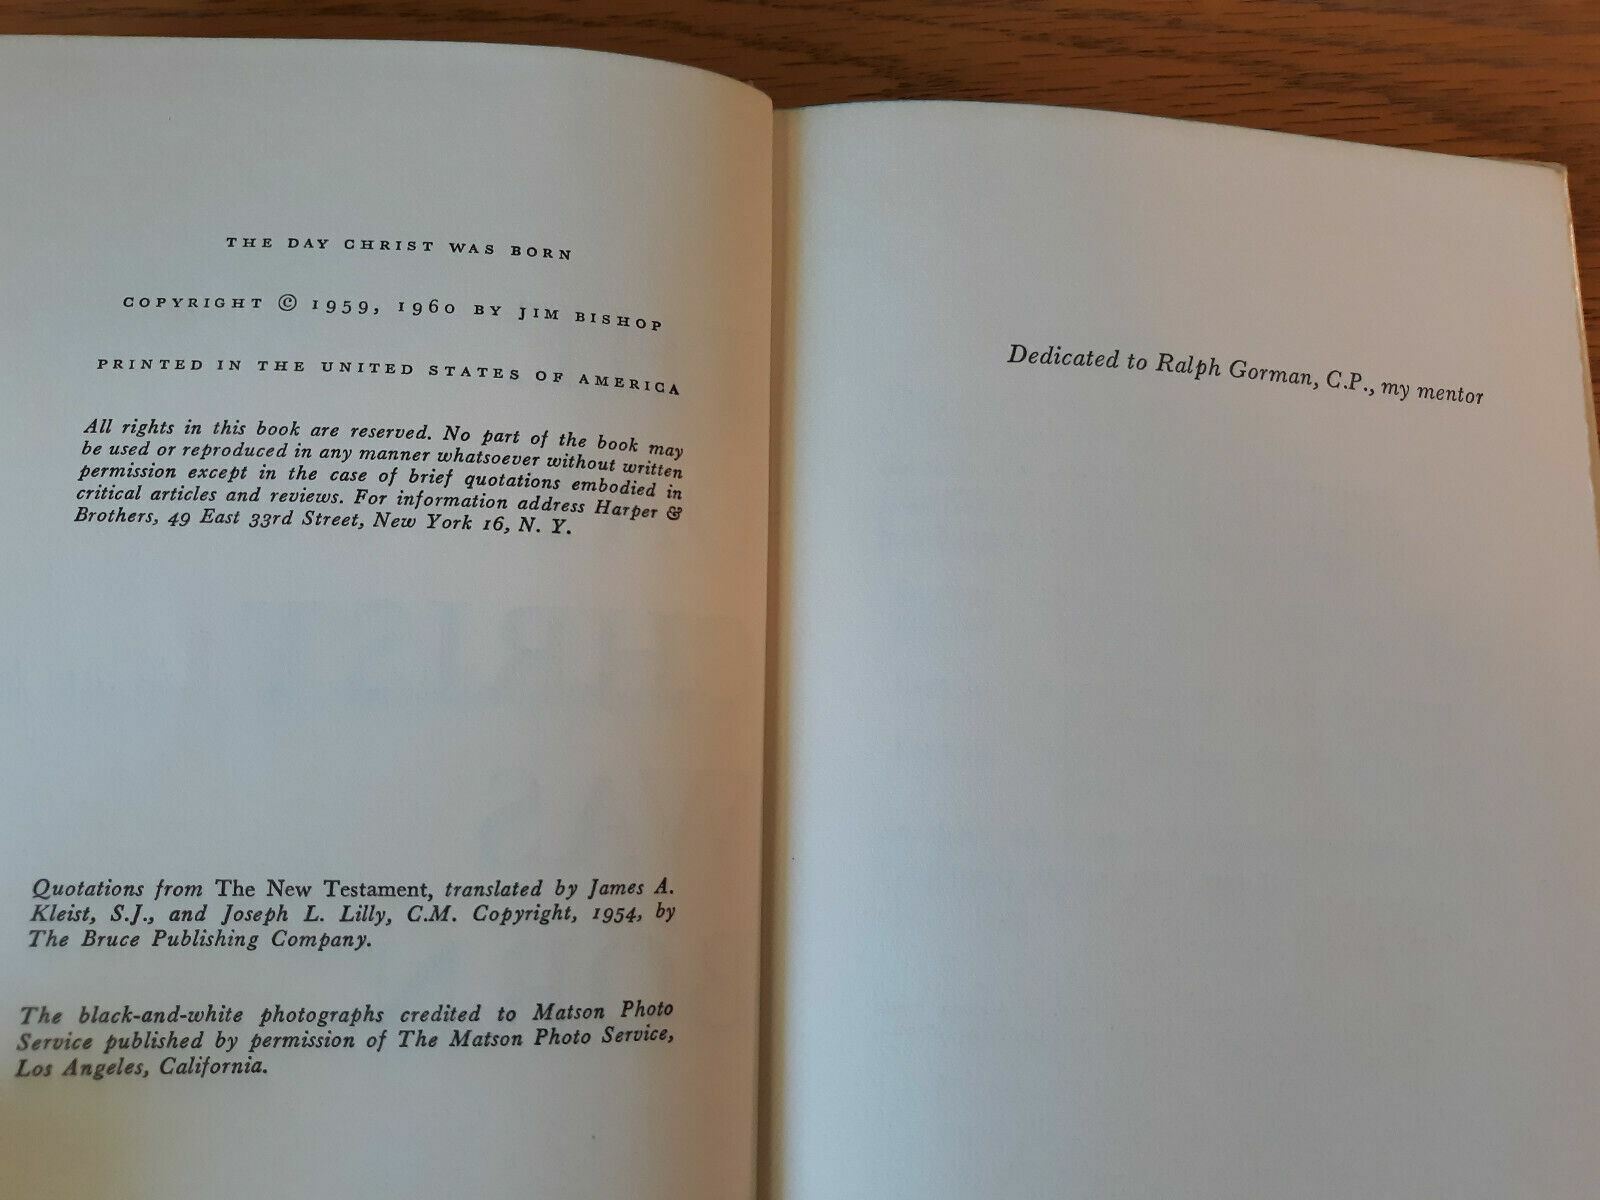 THE DAY CHRIST WAS BORN
COPYRIGHT © 1959, 1960 BY JIM BISHOP
PRINTED IN THE UNITED STATES OF AMERICA
All rights in this book are reserved. No part of the book may
be used or reproduced in any manner whatsoever without written
permission except in the case of brief quotations embodied in
critical articles and reviews. For information address Harper &
Brothers, 49 East 33rd Street, New York 16, N. Y.
Quotations from The New Testament, translated by James A.
Kleist, S.J., and Joseph L. Lilly, C.M. Copyright, 1954, by
The Bruce Publishing Company.
The black-and-white photographs credited to Matson Photo
Service published by permission of The Matson Photo Service,
Los Angeles, California.
Dedicated to Ralph Gorman, C.P., my mentor